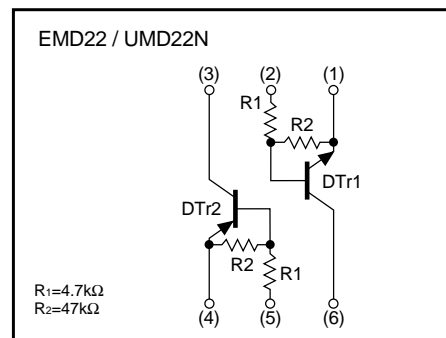 EMD22 / UMD22N
(3) (2) (1)
R1
R2
DTr1
DTr2
R2
R1
R1=4.7kΩ
R2=47kΩ
(4) (5) (6)